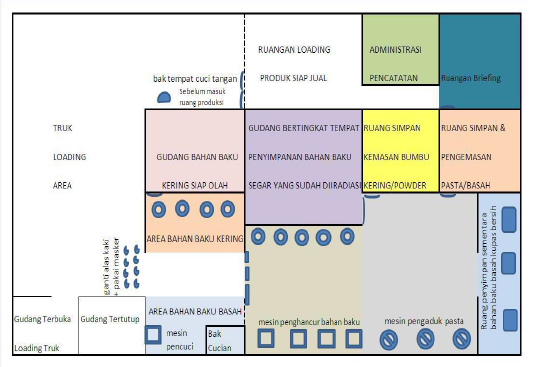 RUANGAN LOADING
ADMINISTRASI
bak tempat cuci tangan
PRODUK SIAP JUAL
PENCATATAN
Ruangan Briefing
Sebelum masuk
ruang produksi
TRUK
GUDANG BERTINGKAT TEMPAT
RUANG SIMPAN
RUANG SIMPAN &
LOADING
GUDANG BAHAN BAKU
PENYIMPANAN BAHAN BAKU
KEMASAN BUMBU
PENGEMASAN
AREA
KERING SIAP OLAH
SEGAR YANG SUDAH DIIRADIASI
KERING/POWDER
PASTA/BASAH
AREA BAHAN BAKU KERING
ganti alas kaki
+ pakai masker
Ruang penyimpan sementara
bahan baku basah kupas bersih
Gudang Terbuka
Gudang Tertutup
AREA BAHAN BAKU BASAH
mesin penghancur bahan baku
mesin pengaduk pasta
mesin
pencuci
Bak
Cucian
Loading Truk